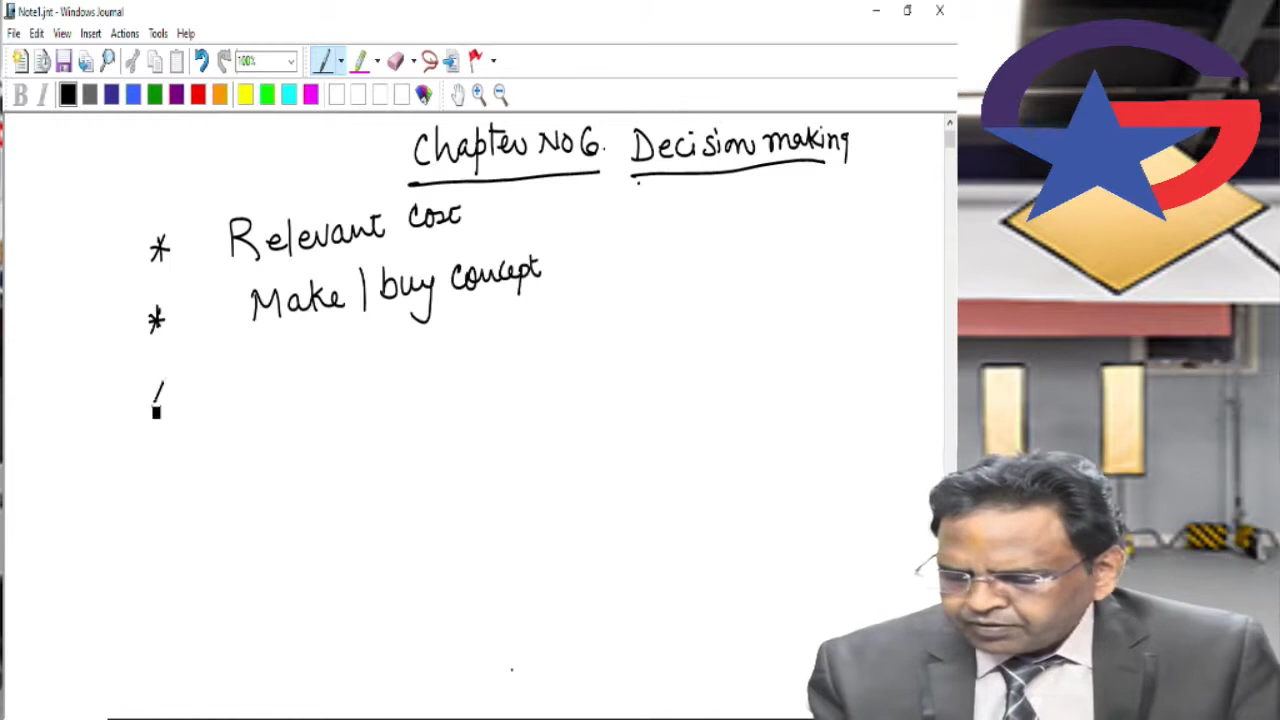 Note1.jnt - Windows Journal
File Edit View Insert Actions Tools Help
100%
B I
Chapter No 6. Decision making
* Relevant cost
* Make / buy concept